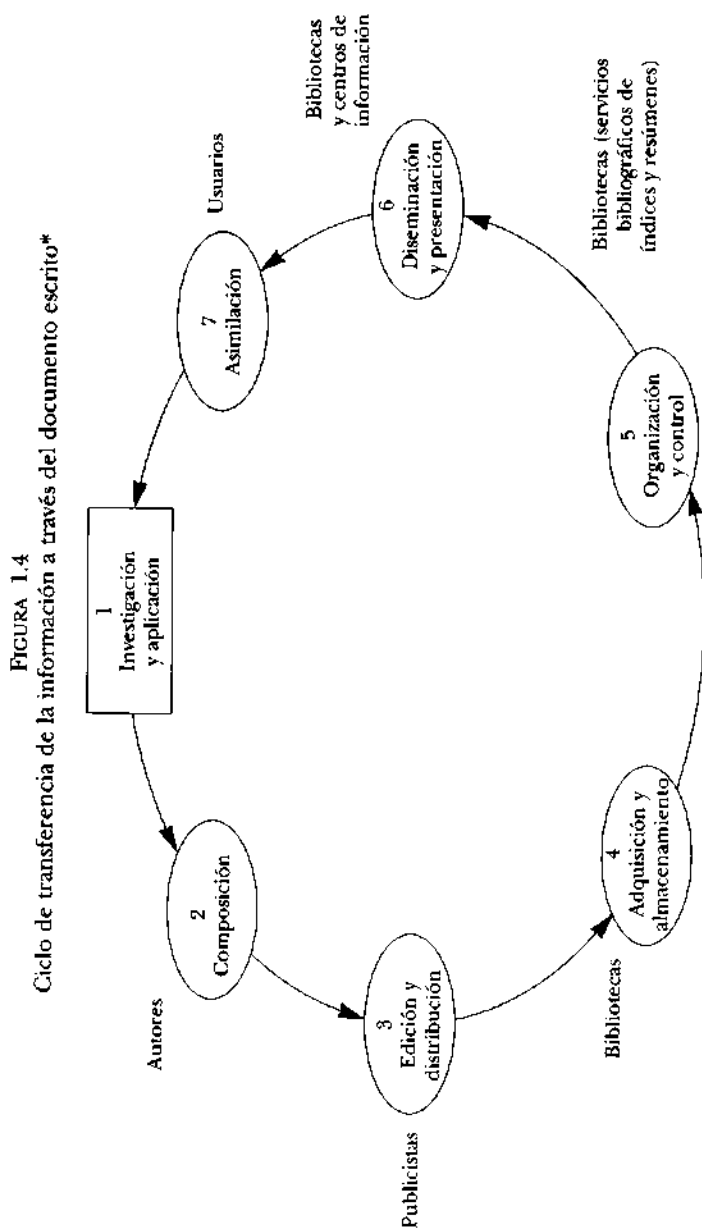 FIGURA 1.4
Ciclo de transferencia de la información a través del documento escrito*
1
Investigación
y aplicación
Autores
2
Composición
Publicistas
3
Edición y
distribución
Bibliotecas
4
Adquisición y
almacenamiento
Bibliotecas (servicios
bibliográficos de
índices y resúmenes)
5
Organización
y control
Bibliotecas
y centros de
información
6
Diseminación
y presentación
Usuarios
7
Asimilación